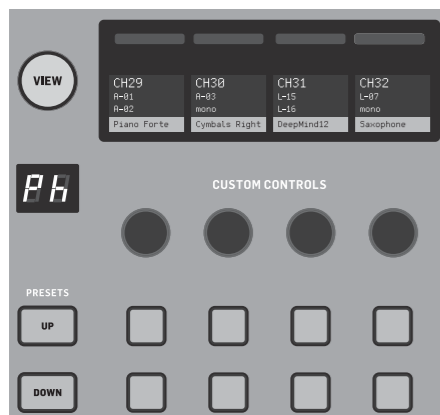 VIEW
CH29
A-01
A-02
Piano Forte
CH30
A-03
mono
Cymbals Right
CH31
L-15
L-16
DeepMind12
CH32
L-07
mono
Saxophone
Ph
CUSTOM CONTROLS
PRESETS
UP
DOWN